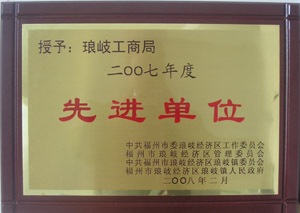 授予：琅岐工商局
二〇〇七年度
先进单位
中共福州市委琅岐经济区工作委员会
福州市琅岐经济区管理委员会
中共福州市琅岐经济区琅岐镇委员会
福州市琅岐经济区琅岐镇人民政府
二〇〇八年二月